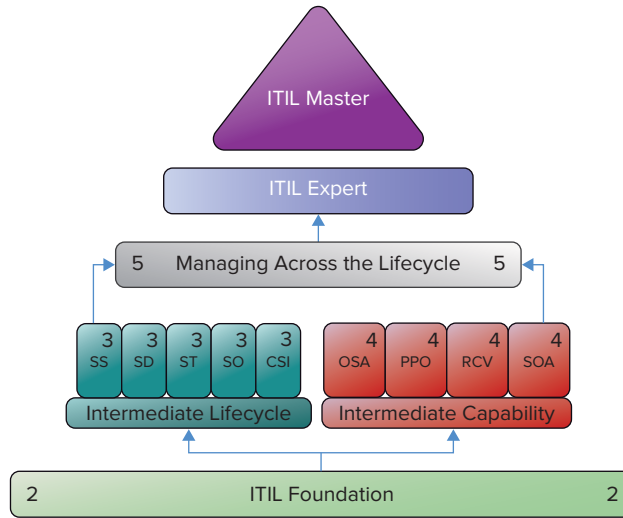 ITIL Master
ITIL Expert
5 Managing Across the Lifecycle 5
3 3 3 3 3 4 4 4 4
SS SD ST SO CSI OSA PPO RCV SOA
Intermediate Lifecycle Intermediate Capability
2 ITIL Foundation 2